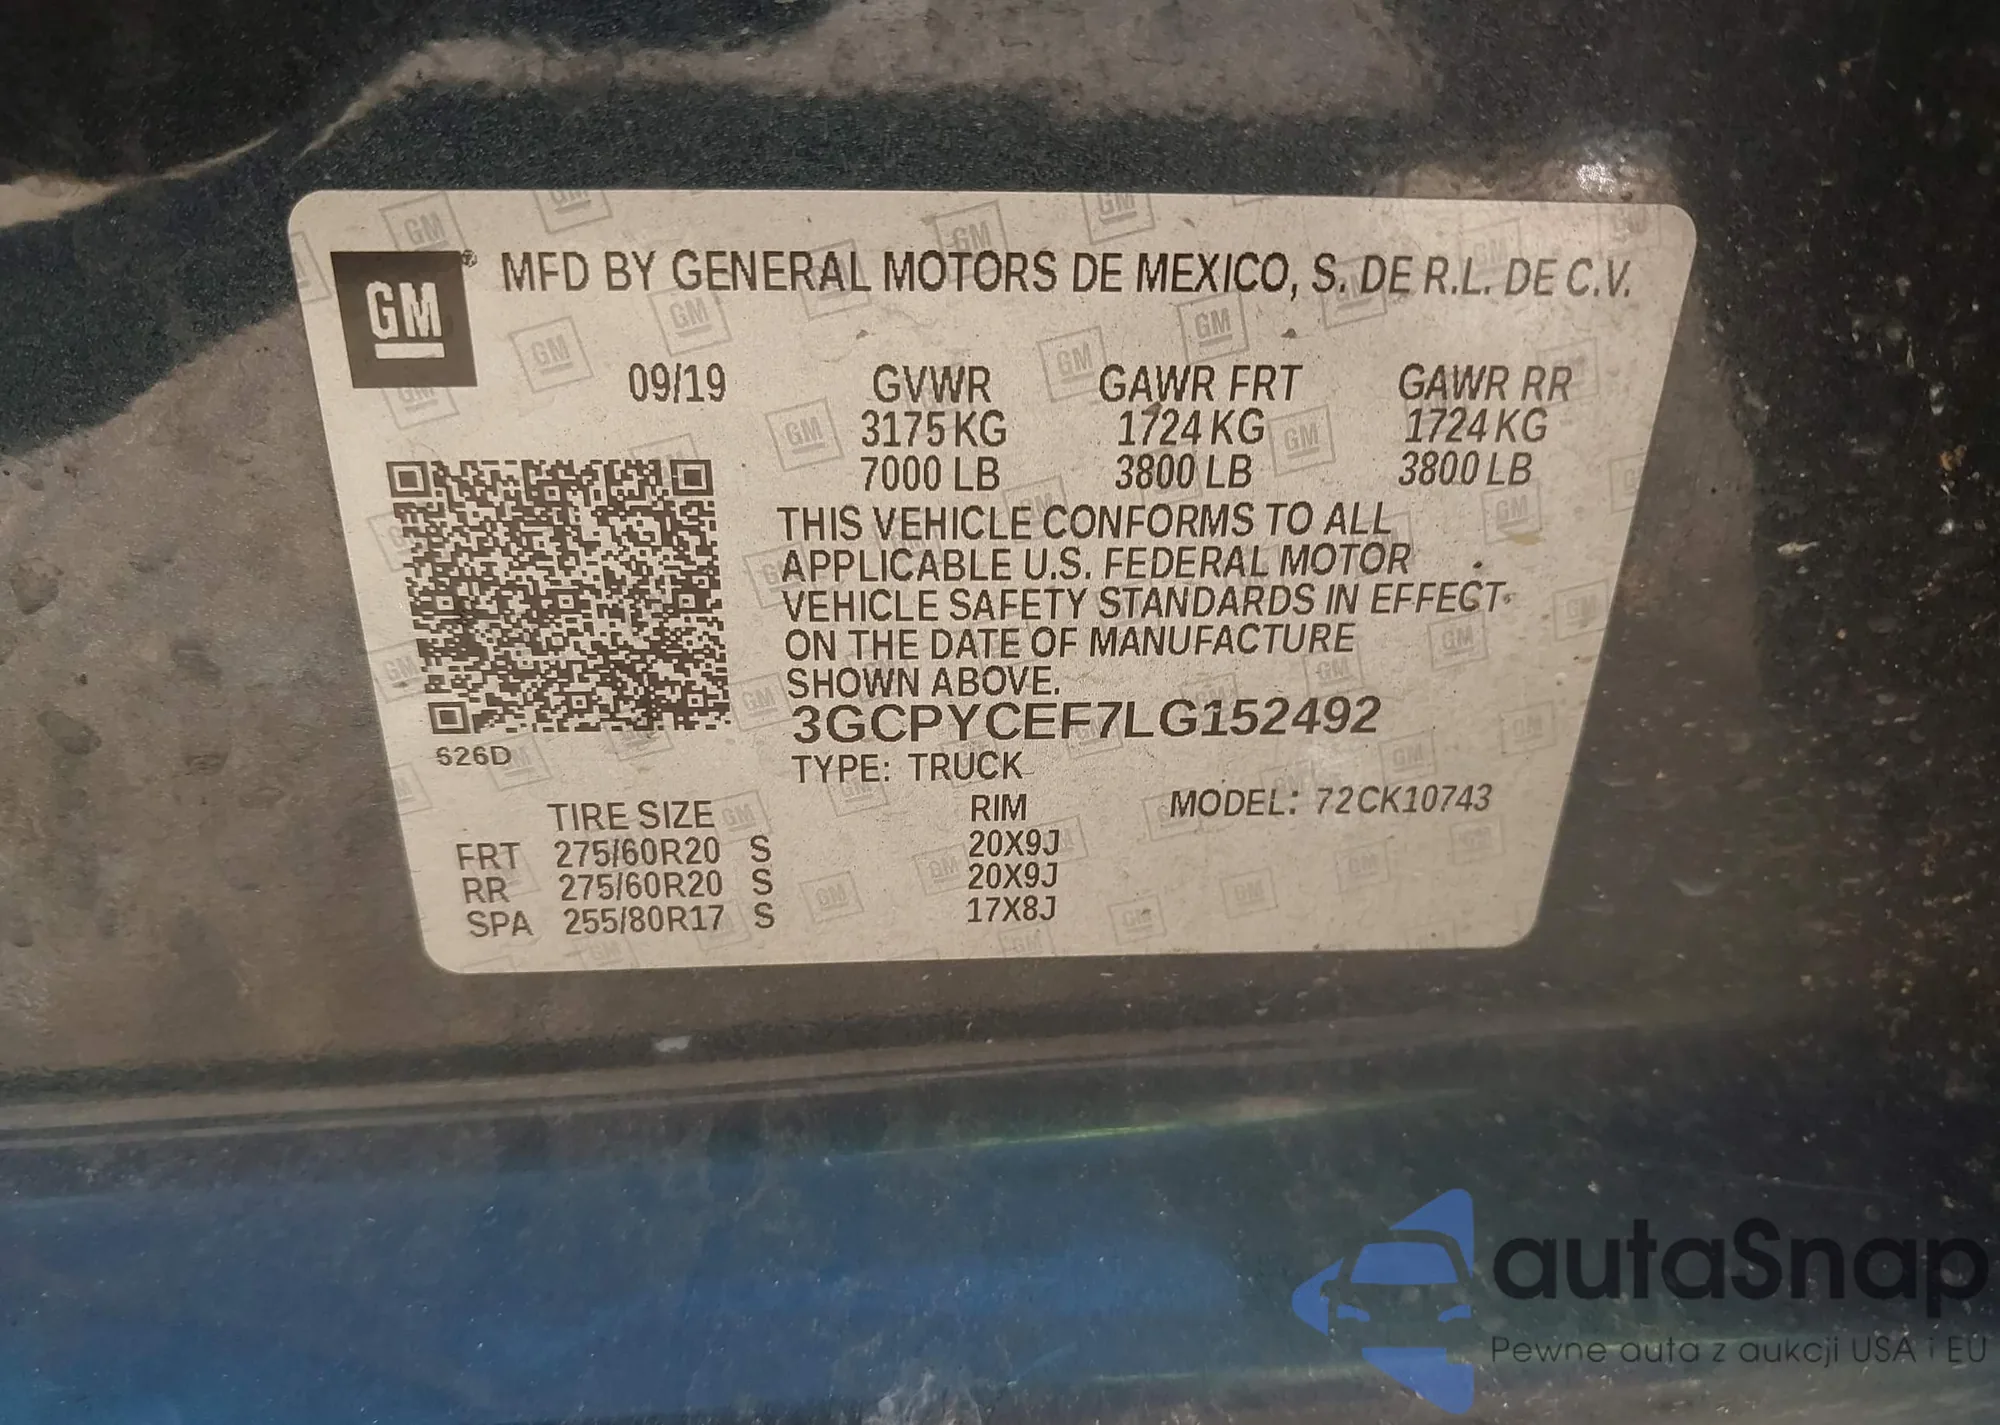 GM® MFD BY GENERAL MOTORS DE MEXICO, S. DE R.L. DE C.V.
09/19 GVWR GAWR FRT GAWR RR
3175 KG 1724 KG 1724 KG
7000 LB 3800 LB 3800 LB
THIS VEHICLE CONFORMS TO ALL
APPLICABLE U.S. FEDERAL MOTOR
VEHICLE SAFETY STANDARDS IN EFFECT
ON THE DATE OF MANUFACTURE
SHOWN ABOVE.
3GCPYCEF7LG152492
626D
TYPE: TRUCK
TIRE SIZE RIM MODEL: 72CK10743
FRT 275/60R20 S 20X9J
RR 275/60R20 S 20X9J
SPA 255/80R17 S 17X8J
autaSnap
Pewne auta z aukcji USA i EU